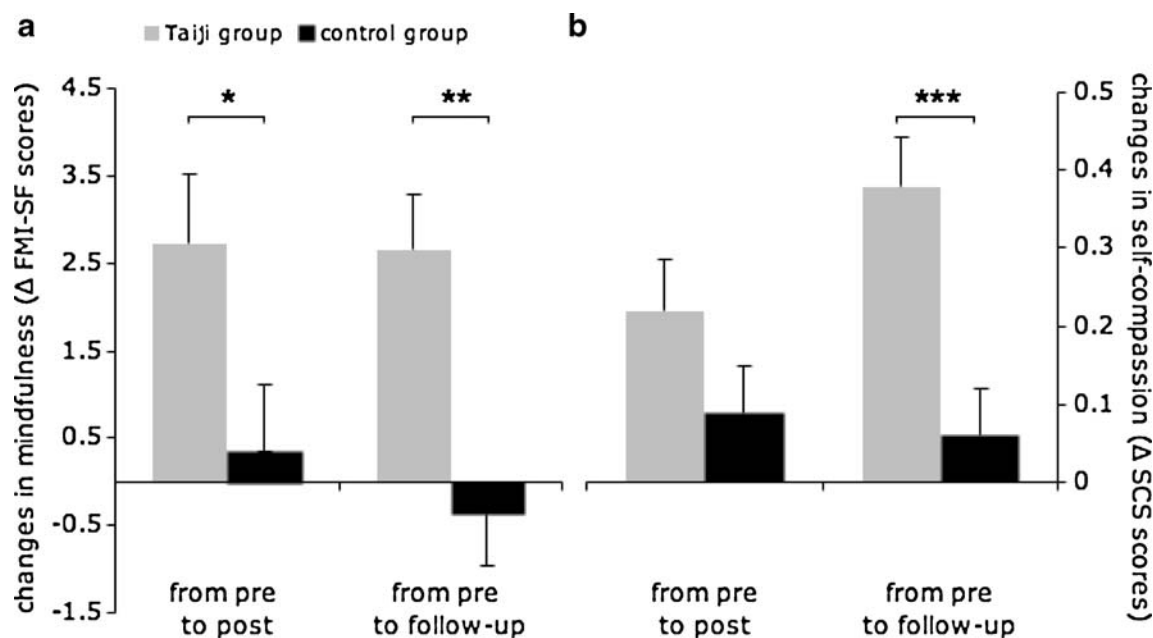 a
Taiji group
control group
b
changes in mindfulness (Δ FMI-SF scores)
4.5
3.5
2.5
1.5
0.5
-0.5
-1.5
*
**
from pre
to post
from pre
to follow-up
***
from pre
to post
from pre
to follow-up
0.5
0.4
0.3
0.2
0.1
0
changes in self-compassion (Δ SCS scores)